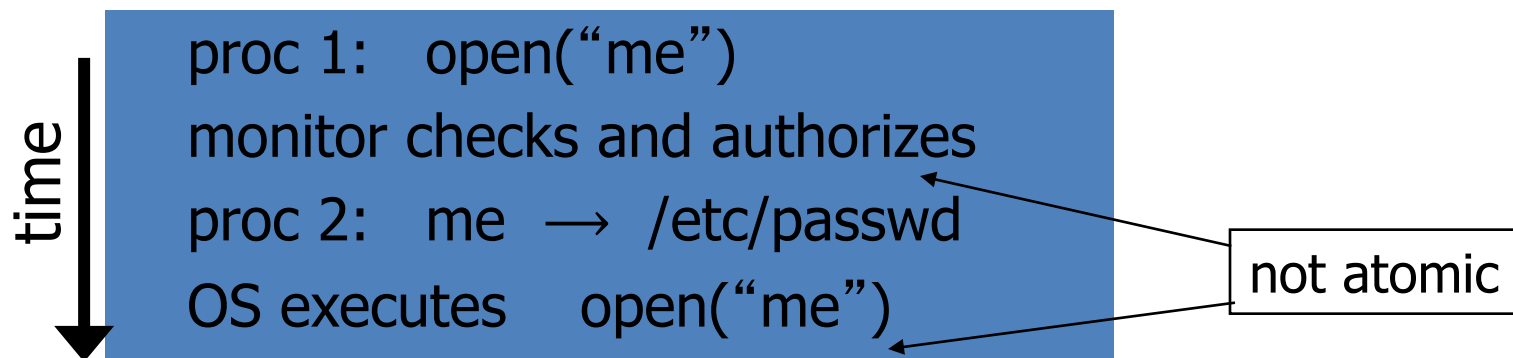 time
proc 1: open(“me”)
monitor checks and authorizes
proc 2: me → /etc/passwd
OS executes open(“me”)
not atomic